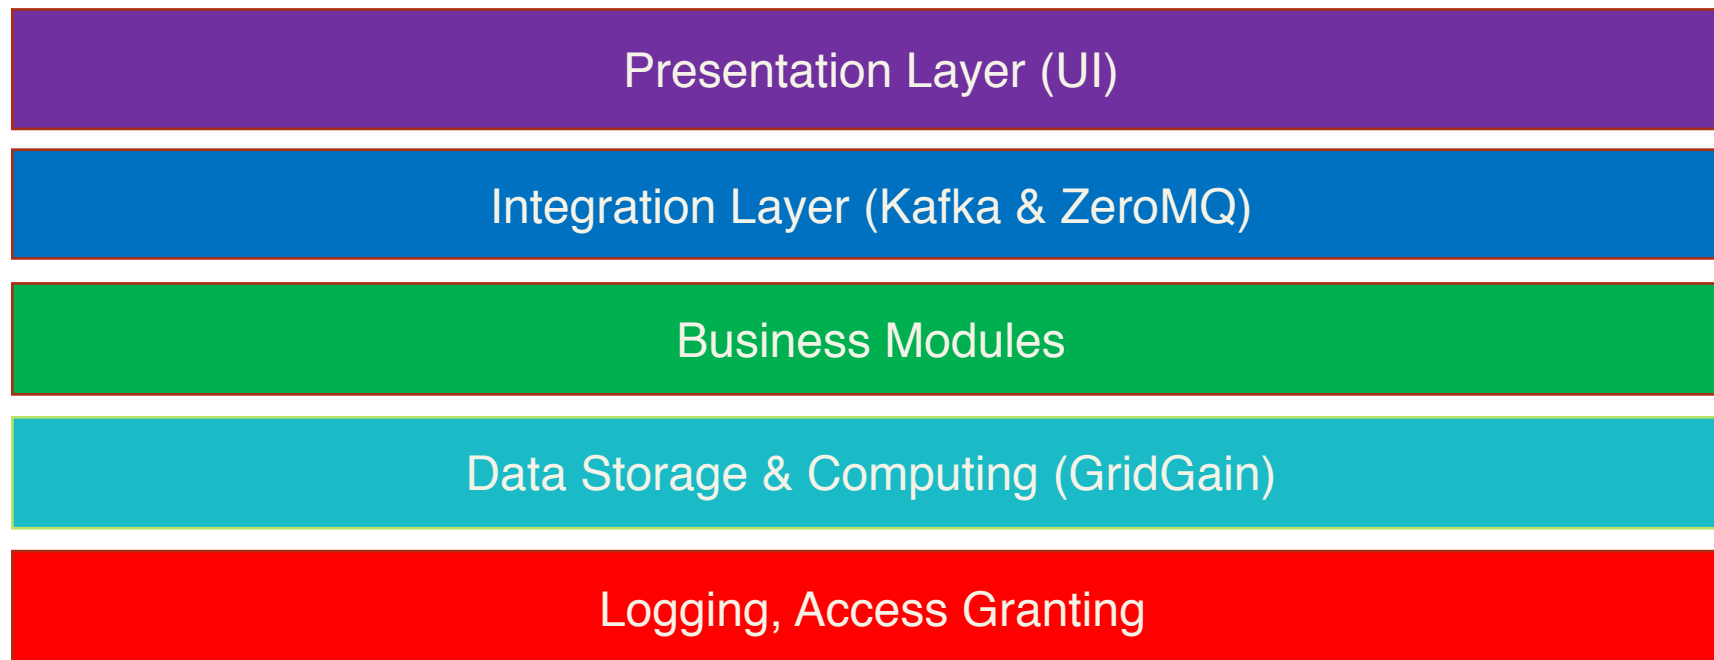 Presentation Layer (UI)
Integration Layer (Kafka & ZeroMQ)
Business Modules
Data Storage & Computing (GridGain)
Logging, Access Granting